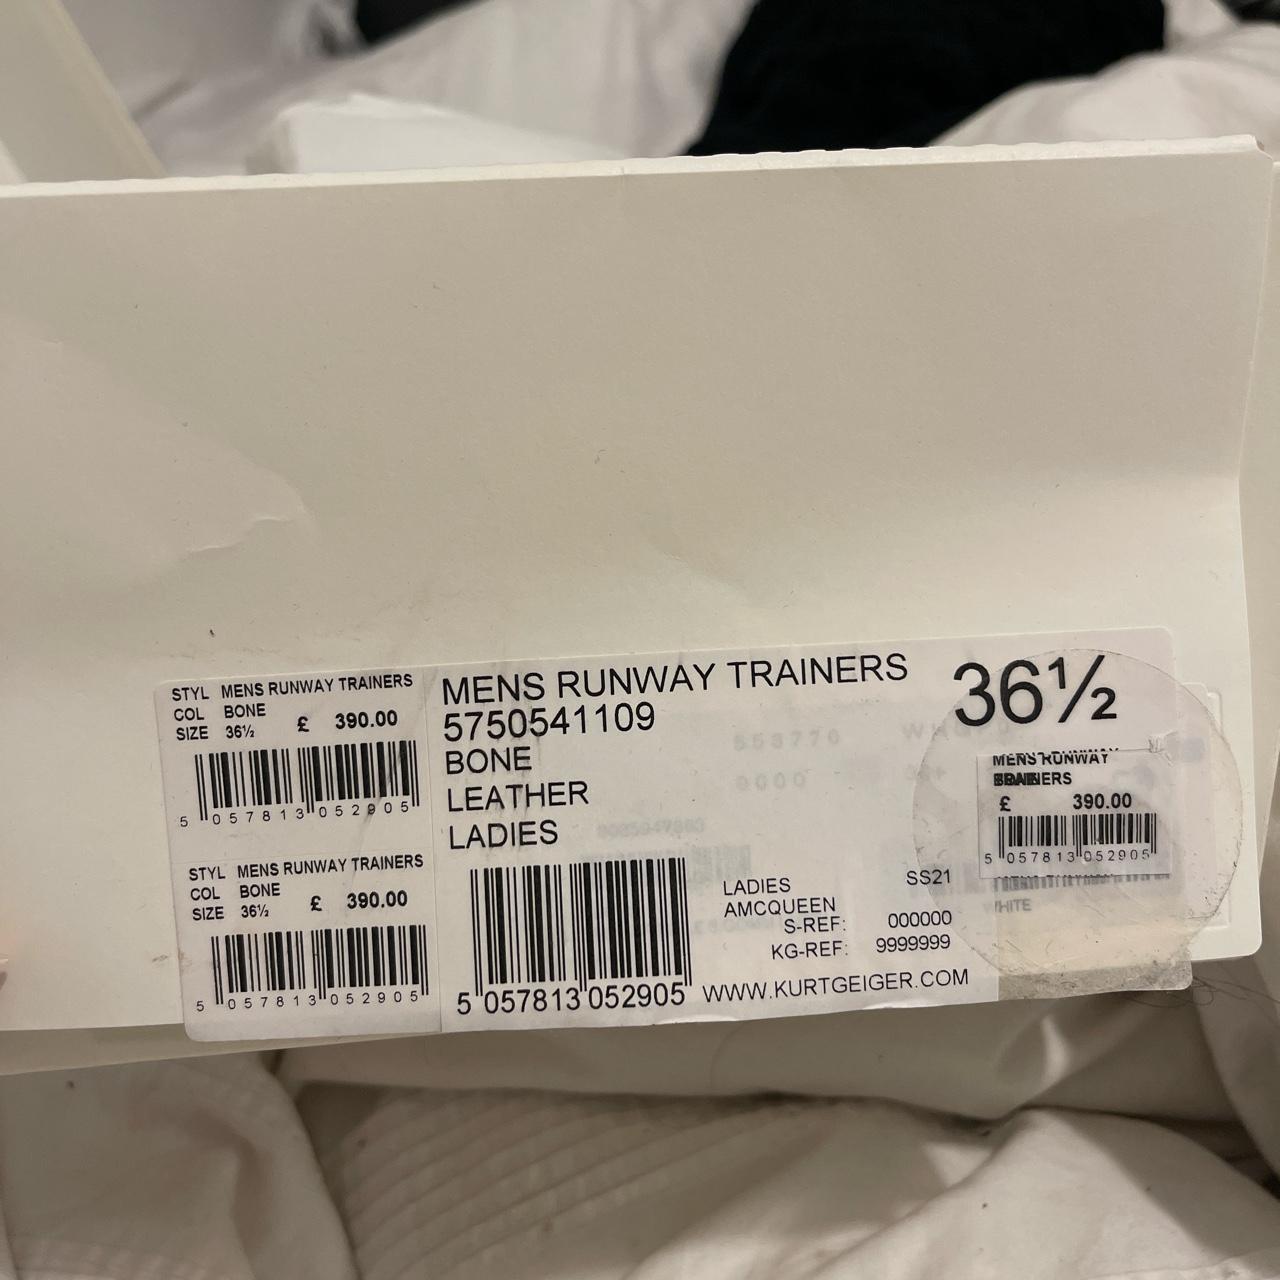 STYL MENS RUNWAY TRAINERS
COL BONE
SIZE 36½ £ 390.00
5 057813 052905
STYL MENS RUNWAY TRAINERS
COL BONE
SIZE 36½ £ 390.00
5 057813 052905
MENS RUNWAY TRAINERS
5750541109
BONE
LEATHER
LADIES
5 057813 052905
LADIES SS21
AMCQUEEN
S-REF: 000000
KG-REF: 9999999
WWW.KURTGEIGER.COM
36½
MENS RUNWAY
£ 390.00
5 057813 052905
553770
9000
WHITE